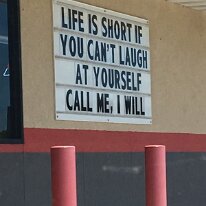 LIFE IS SHORT IF
YOU CAN'T LAUGH
AT YOURSELF
CALL ME, I WILL